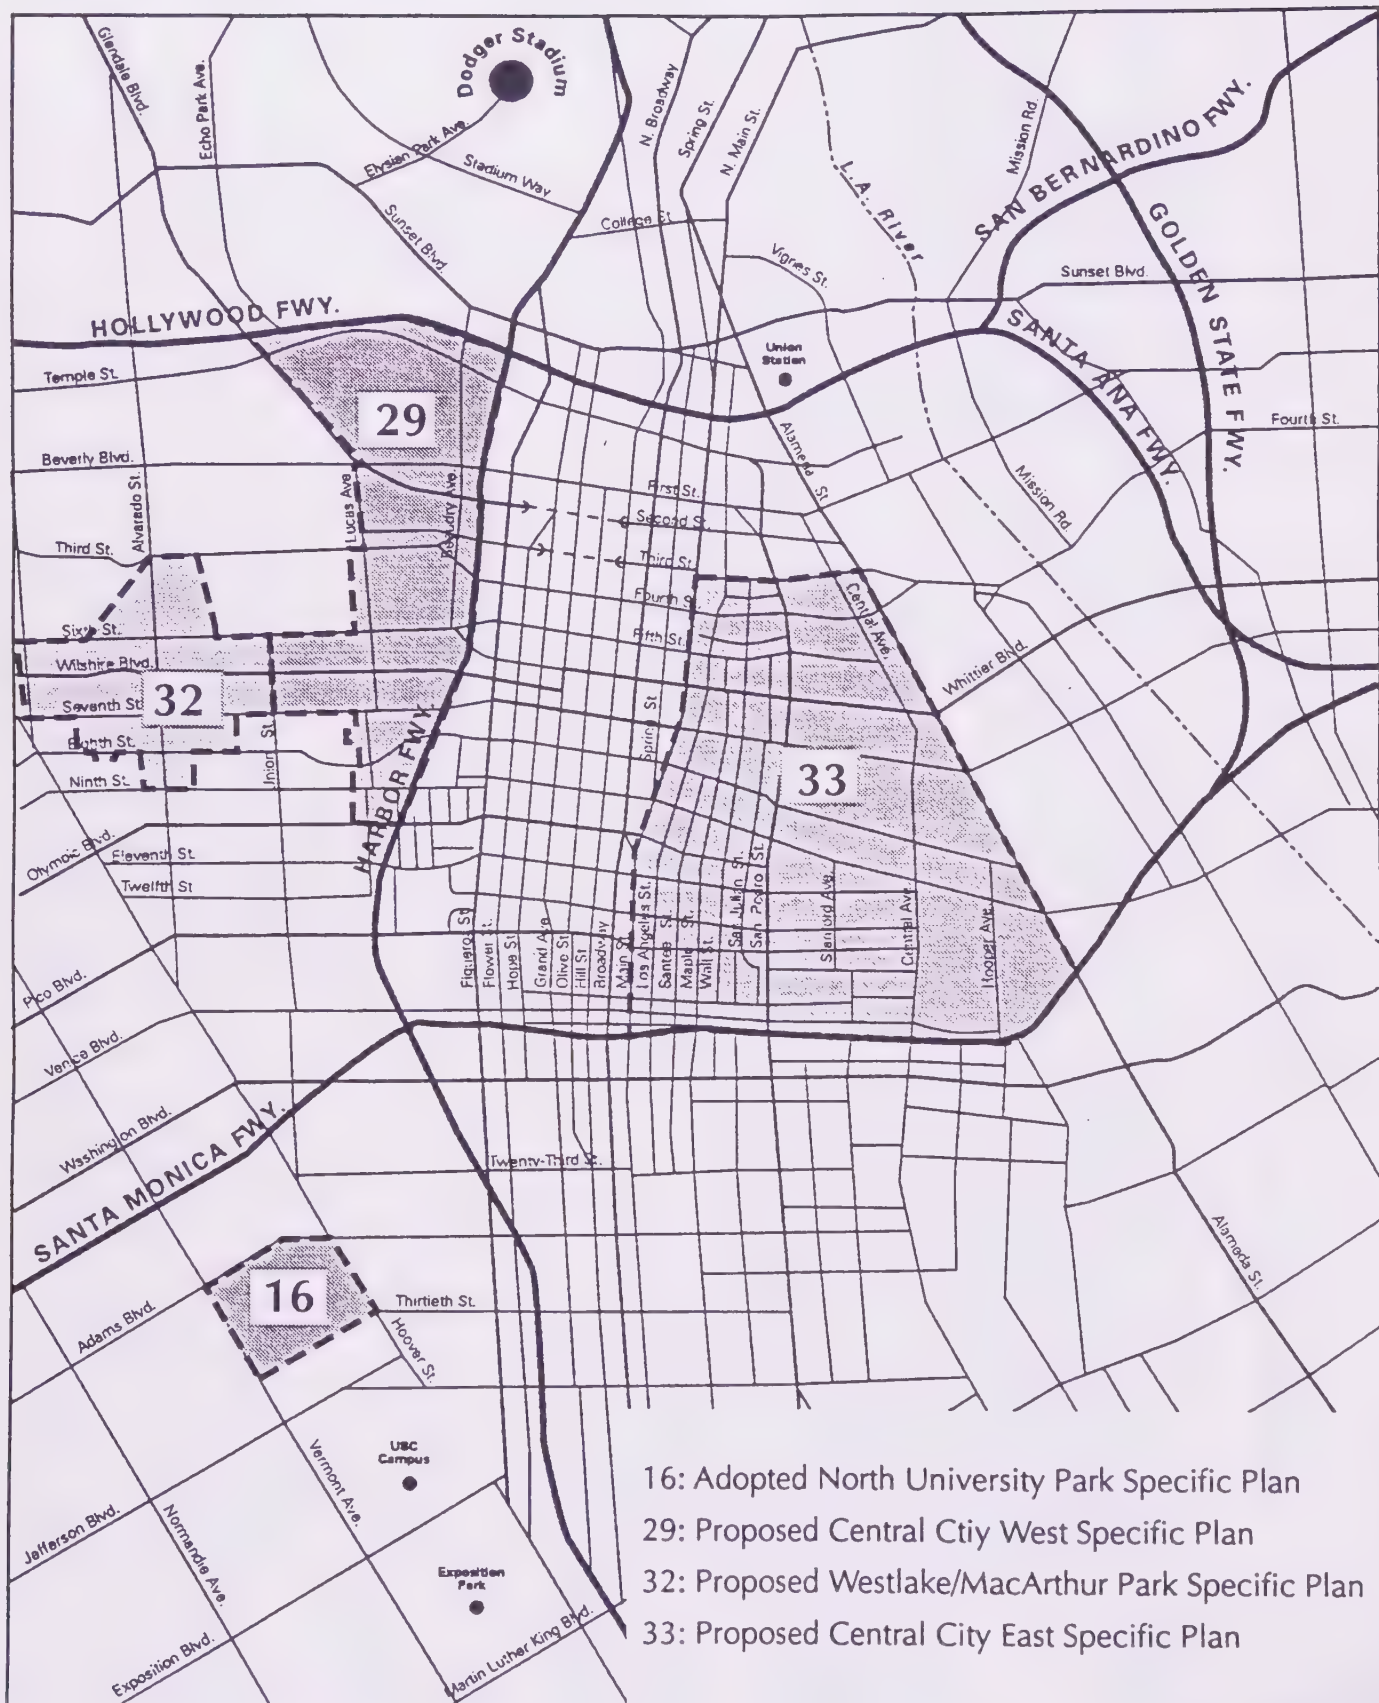 Dodger Stadium
Glendale Blvd.
Echo Park Ave.
Elysian Park Ave.
Stadium Way
Sunset Blvd.
College St.
N. Broadway
Spring St.
N. Main St.
L.A. River
Mission Rd.
SAN BERNARDINO FWY.
GOLDEN STATE FWY.
Vignes St.
Sunset Blvd.
HOLLYWOOD FWY.
SANTA ANA FWY.
Union
Station
Temple St.
29
Fourth St.
Alameda St
Beverly Blvd.
Alvarado St.
Lucas Ave
Beaudry Ave
First St.
Second St.
Mission Rd
Third St.
Third St.
Fourth S
Central Ave.
Sixth St.
Fifth St.
Wilshire Blvd.
Whittier Blvd.
32
Seventh St
Spring St
Union St.
Eighth St.
HARBOR FWY.
33
Ninth St.
Olympic Blvd.
Eleventh St.
Twelfth St
Figueroa St.
Flower St.
Hope St
Grand Ave
Olive St
Hill St
Broadway
Main St
Los Angeles St.
Santee St.
Maple St.
Wall St.
San Julian St.
San Pedro St.
Stanford Ave.
Central Ave
Hooper Ave
Pico Blvd.
Venice Blvd.
Washington Blvd.
SANTA MONICA FWY.
Twenty-Third St.
Alameda St.
16
Adams Blvd.
Thirtieth St.
Hoover St.
USC
Campus
Vermont Ave.
Jefferson Blvd.
Normandie Ave.
Exposition
Park
Exposition Blvd.
Martin Luther King Blvd.
16: Adopted North University Park Specific Plan
29: Proposed Central Ctiy West Specific Plan
32: Proposed Westlake/MacArthur Park Specific Plan
33: Proposed Central City East Specific Plan